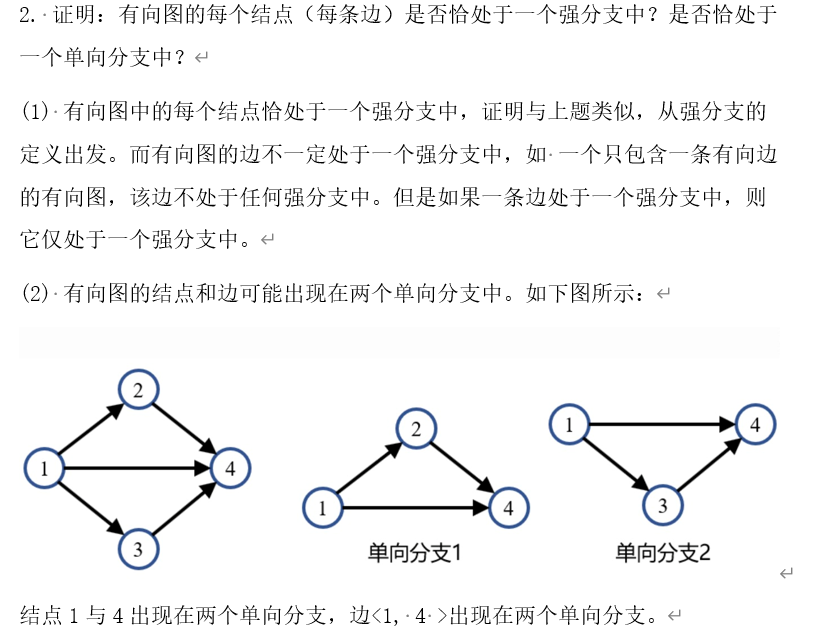 2. 证明：有向图的每个结点（每条边）是否恰处于一个强分支中？是否恰处于
一个单向分支中？↵
(1) 有向图中的每个结点恰处于一个强分支中，证明与上题类似，从强分支的
定义出发。而有向图的边不一定处于一个强分支中，如 一个只包含一条有向边
的有向图，该边不处于任何强分支中。但是如果一条边处于一个强分支中，则
它仅处于一个强分支中。↵
(2) 有向图的结点和边可能出现在两个单向分支中。如下图所示：↵
2
1
4
3
2
1
4
单向分支1
1
4
3
单向分支2
↵
结点 1 与 4 出现在两个单向分支，边<1, 4 >出现在两个单向分支。↵